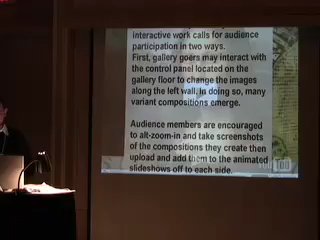 interactive work calls for audience
participation in two ways.
First, gallery goers may interact with
the control panel located on the
gallery floor to change the images
along the left wall. In doing so, many
variant compositions emerge.
Audience members are encouraged
to alt-zoom-in and take screenshots
of the compositions they create then
upload and add them to the animated
slideshows off to each side.
YOU TOO